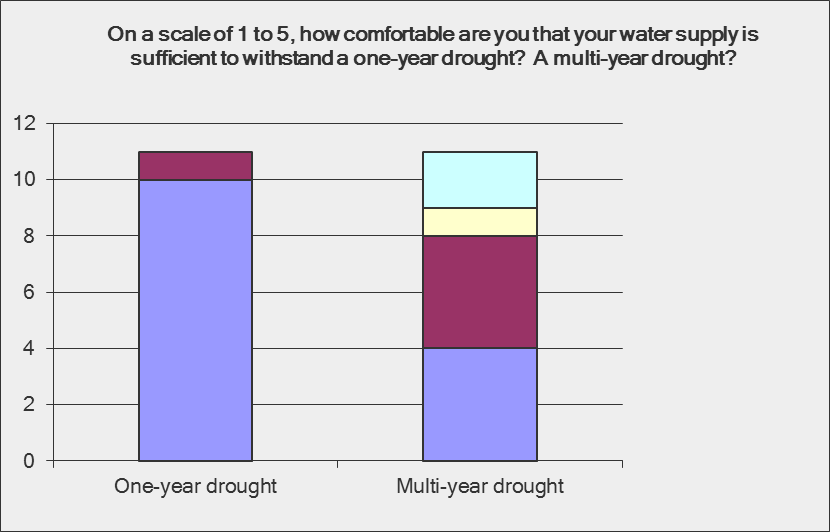 On a scale of 1 to 5, how comfortable are you that your water supply is
sufficient to withstand a one-year drought? A multi-year drought?
12
10
8
6
4
2
0
One-year drought
Multi-year drought